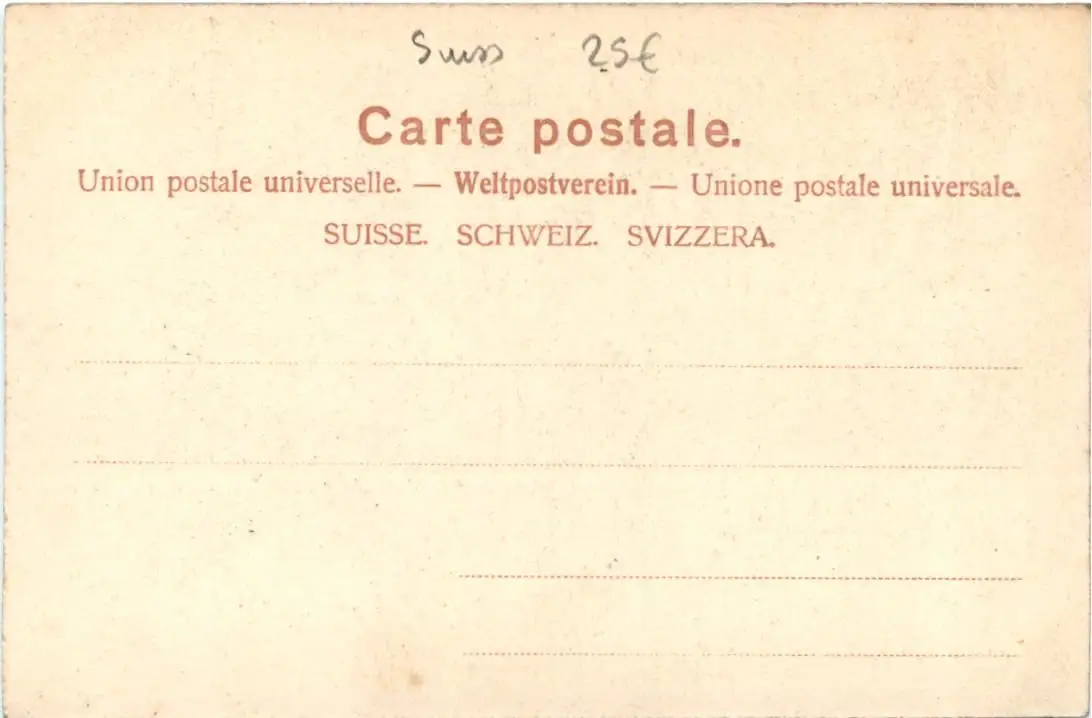 Suiss 25€
Carte postale.
Union postale universelle. — Weltpostverein. — Unione postale universale.
SUISSE. SCHWEIZ. SVIZZERA.